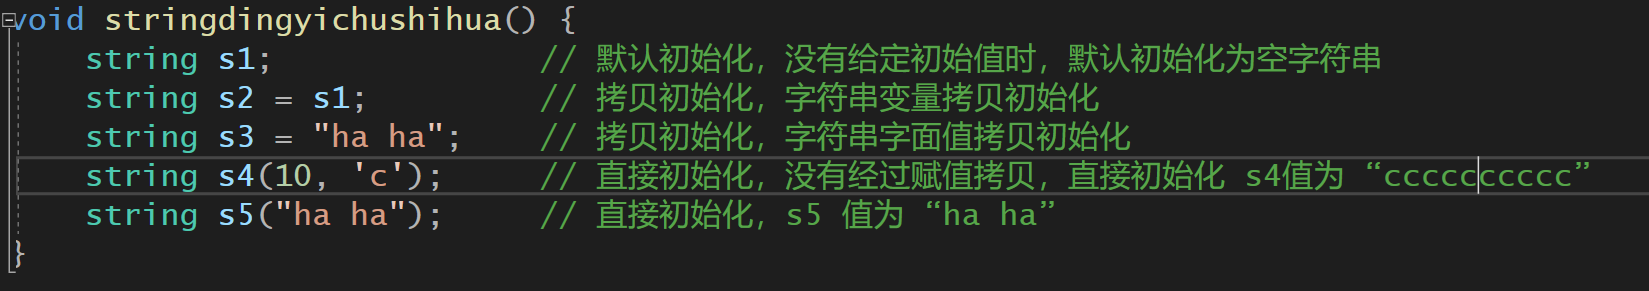 void stringdingyichushihua() {
string s1; // 默认初始化，没有给定初始值时，默认初始化为空字符串
string s2 = s1; // 拷贝初始化，字符串变量拷贝初始化
string s3 = "ha ha"; // 拷贝初始化，字符串字面值拷贝初始化
string s4(10, 'c'); // 直接初始化，没有经过赋值拷贝，直接初始化 s4值为 “cccccccccc”
string s5("ha ha"); // 直接初始化，s5 值为 “ha ha”
}